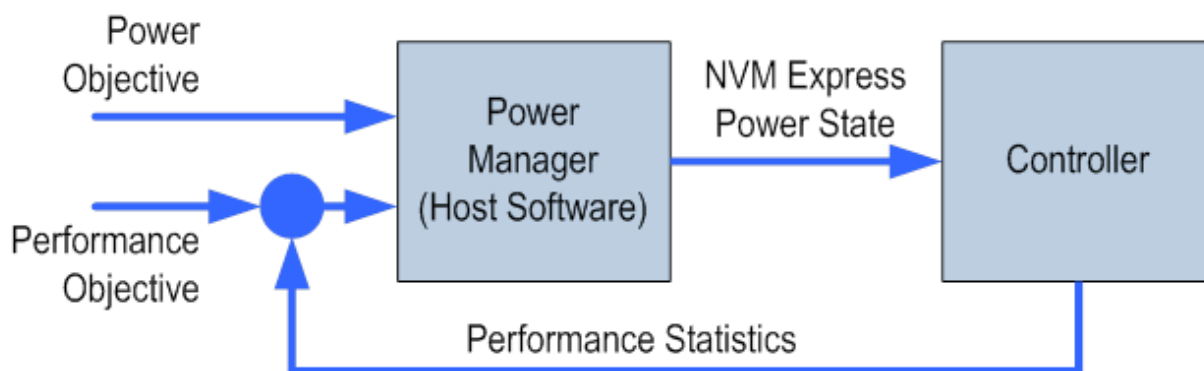 Power
Objective
Performance
Objective
Power
Manager
(Host Software)
NVM Express
Power State
Controller
Performance Statistics